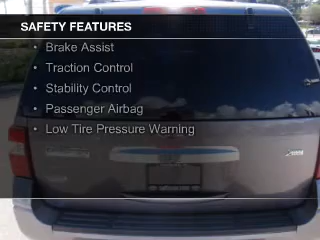 SAFETY FEATURES
• Brake Assist
• Traction Control
• Stability Control
• Passenger Airbag
• Low Tire Pressure Warning